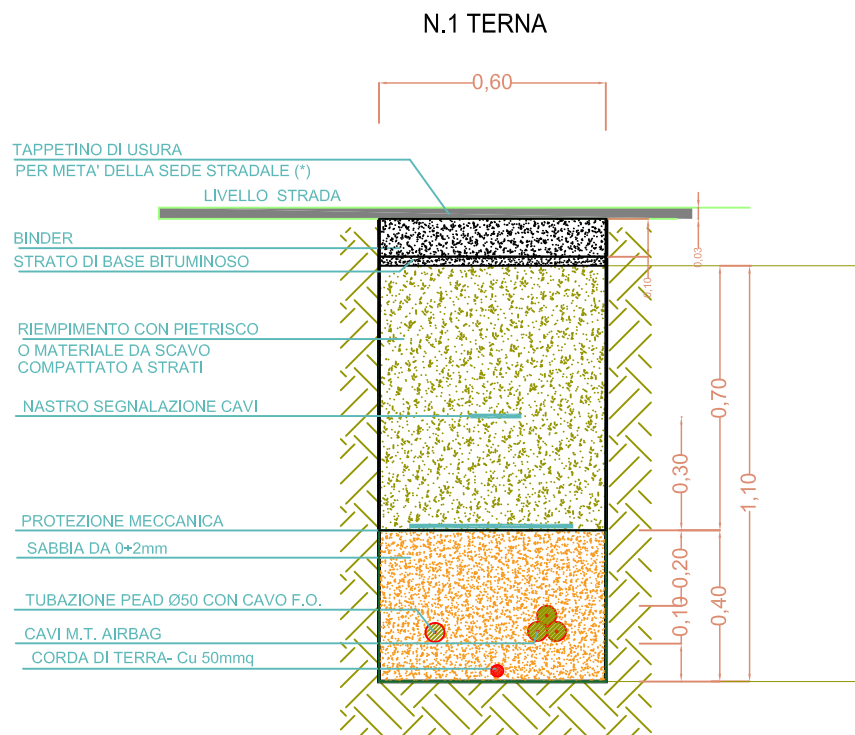 N.1 TERNA
0,60
TAPPETINO DI USURA
PER META' DELLA SEDE STRADALE (*)
LIVELLO STRADA
BINDER
STRATO DI BASE BITUMINOSO
0,03
0,10
RIEMPIMENTO CON PIETRISCO
O MATERIALE DA SCAVO
COMPATTATO A STRATI
NASTRO SEGNALAZIONE CAVI
0,70
0,30
1,10
PROTEZIONE MECCANICA
SABBIA DA 0÷2mm
0,20
0,40
0,10
TUBAZIONE PEAD Ø50 CON CAVO F.O.
CAVI M.T. AIRBAG
CORDA DI TERRA- Cu 50mmq